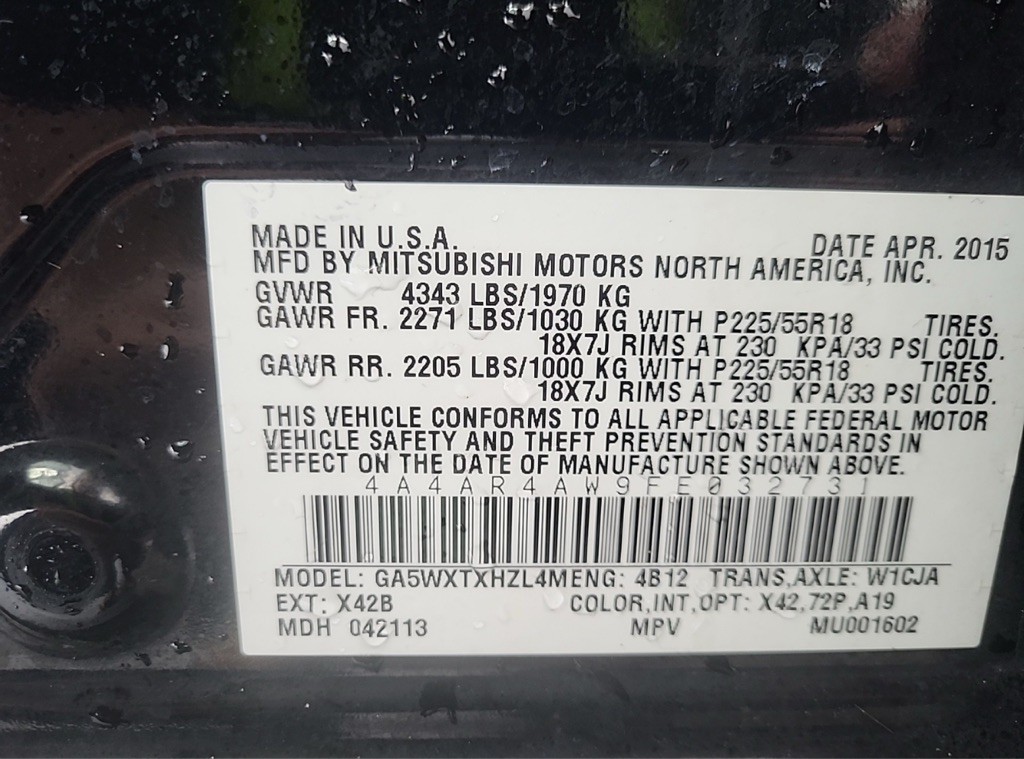 MADE IN U.S.A. DATE APR. 2015
MFD BY MITSUBISHI MOTORS NORTH AMERICA, INC.
GVWR 4343 LBS/1970 KG
GAWR FR. 2271 LBS/1030 KG WITH P225/55R18 TIRES.
18X7J RIMS AT 230 KPA/33 PSI COLD.
GAWR RR. 2205 LBS/1000 KG WITH P225/55R18 TIRES.
18X7J RIMS AT 230 KPA/33 PSI COLD.
THIS VEHICLE CONFORMS TO ALL APPLICABLE FEDERAL MOTOR
VEHICLE SAFETY AND THEFT PREVENTION STANDARDS IN
EFFECT ON THE DATE OF MANUFACTURE SHOWN ABOVE.
4A4AR4AW9FE032731
MODEL: GA5WXTXHZL4MENG: 4B12 TRANS,AXLE: W1CJA
EXT: X42B COLOR,INT,OPT: X42,72P,A19
MDH 042113 MPV MU001602